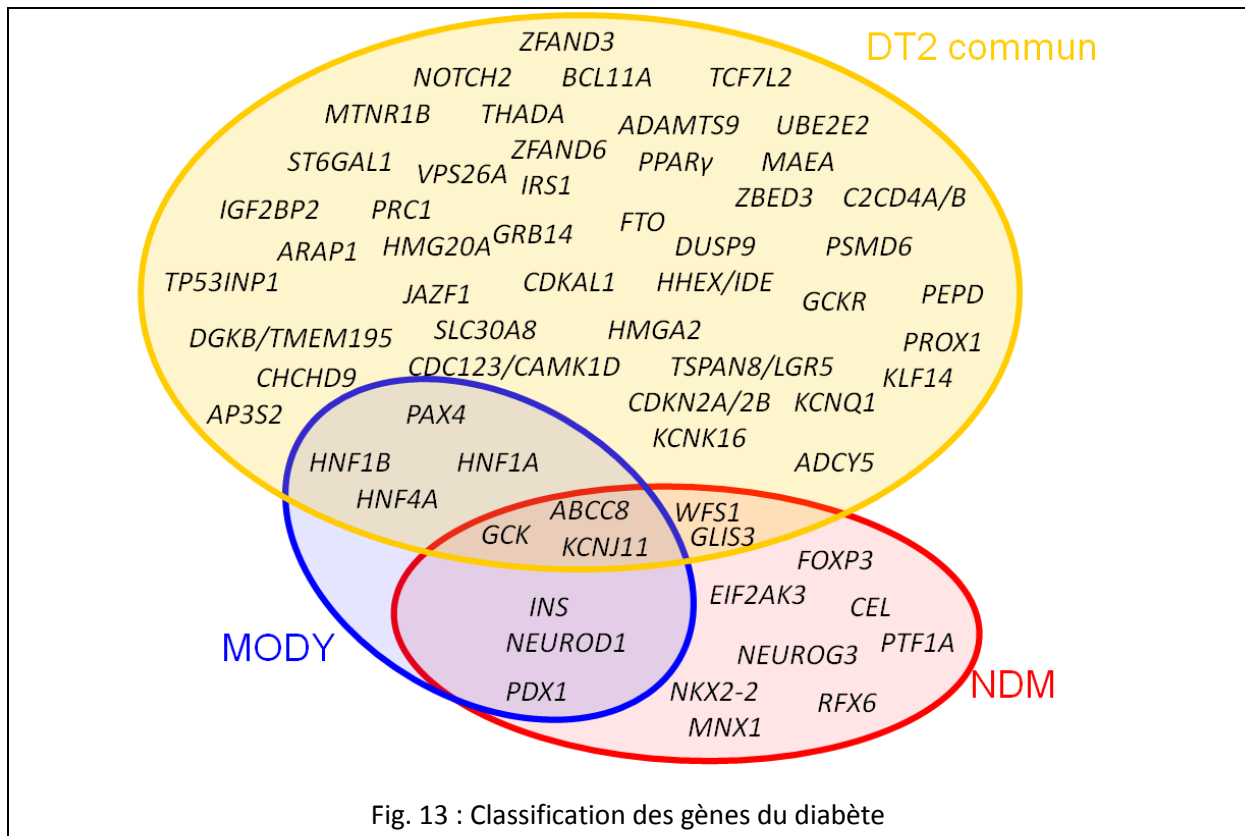 ZFAND3
DT2 commun
NOTCH2 BCL11A TCF7L2
MTNR1B THADA ADAMTS9 UBE2E2
ST6GAL1 VPS26A ZFAND6 PPARγ MAEA
IRS1 ZBED3 C2CD4A/B
IGF2BP2 PRC1 FTO
ARAP1 HMG20A GRB14 DUSP9 PSMD6
TP53INP1 JAZF1 CDKAL1 HHEX/IDE GCKR PEPD
DGKB/TMEM195 SLC30A8 HMGA2 PROX1
CHCHD9 CDC123/CAMK1D TSPAN8/LGR5 KLF14
AP3S2 PAX4 CDKN2A/2B KCNQ1
KCNK16
HNF1B HNF1A ADCY5
HNF4A
ABCC8 WFS1
GCK KCNJ11 GLIS3
FOXP3
INS EIF2AK3 CEL
MODY NEUROD1 NEUROG3 PTF1A
PDX1 NKX2-2 RFX6 NDM
MNX1
Fig. 13 : Classification des gènes du diabète